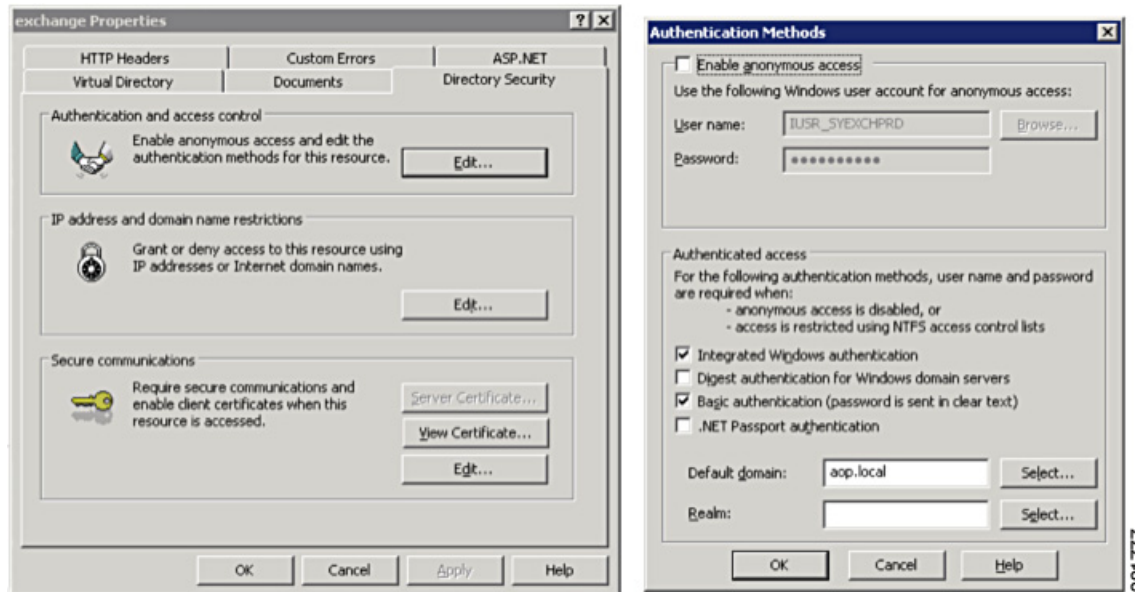 exchange Properties
HTTP Headers
Custom Errors
ASP.NET
Virtual Directory
Documents
Directory Security
Authentication and access control
Enable anonymous access and edit the
authentication methods for this resource.
Edit...
IP address and domain name restrictions
Grant or deny access to this resource using
IP addresses or Internet domain names.
Edit...
Secure communications
Require secure communications and
enable client certificates when this
resource is accessed.
Server Certificate...
View Certificate...
Edit...
OK
Cancel
Apply
Help
Authentication Methods
Enable anonymous access
Use the following Windows user account for anonymous access:
User name:
IUSR_SYEXCHPRD
Browse...
Password:
Authenticated access
For the following authentication methods, user name and password
are required when:
- anonymous access is disabled, or
- access is restricted using NTFS access control lists
Integrated Windows authentication
Digest authentication for Windows domain servers
Basic authentication (password is sent in clear text)
.NET Passport authentication
Default domain:
aop.local
Select...
Realm:
Select...
OK
Cancel
Help